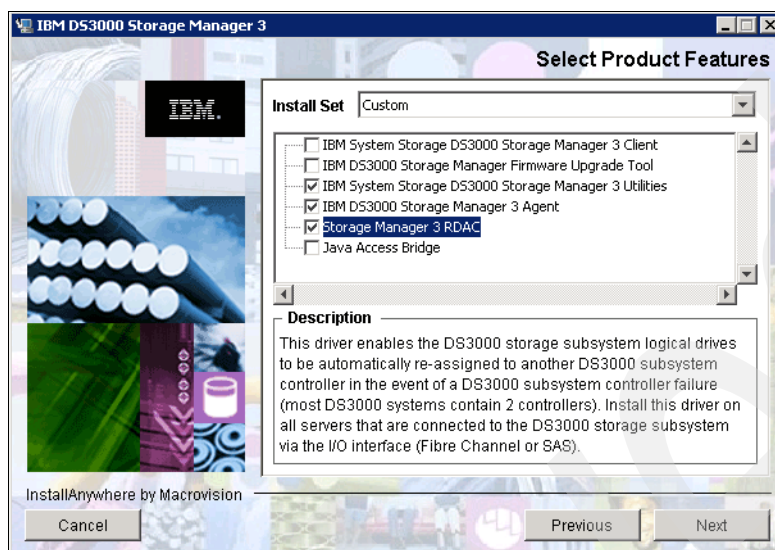 IBM DS3000 Storage Manager 3
Select Product Features
IBM.
Install Set Custom
IBM System Storage DS3000 Storage Manager 3 Client
IBM DS3000 Storage Manager Firmware Upgrade Tool
IBM System Storage DS3000 Storage Manager 3 Utilities
IBM DS3000 Storage Manager 3 Agent
Storage Manager 3 RDAC
Java Access Bridge
Description
This driver enables the DS3000 storage subsystem logical drives
to be automatically re-assigned to another DS3000 subsystem
controller in the event of a DS3000 subsystem controller failure
(most DS3000 systems contain 2 controllers). Install this driver on
all servers that are connected to the DS3000 storage subsystem
via the I/O interface (Fibre Channel or SAS).
InstallAnywhere by Macrovision
Cancel Previous Next